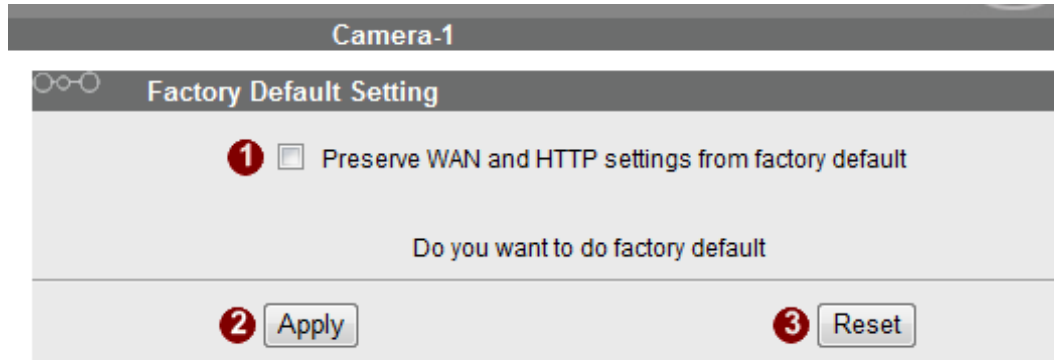 Camera-1
Factory Default Setting
1 Preserve WAN and HTTP settings from factory default
Do you want to do factory default
2 Apply 3 Reset